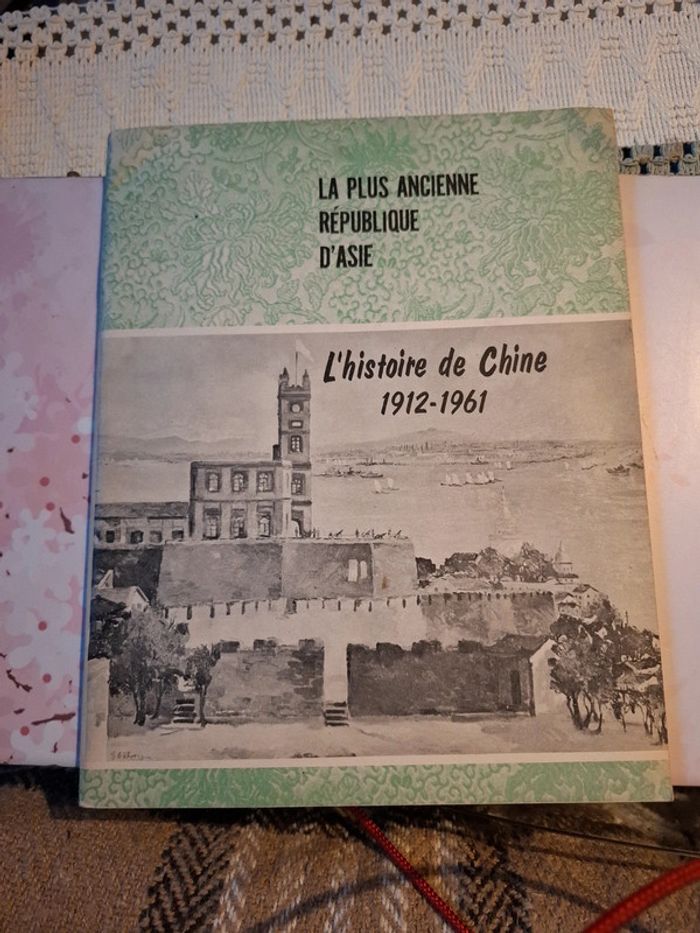 LA PLUS ANCIENNE
RÉPUBLIQUE
D'ASIE
L'histoire de Chine
1912-1961